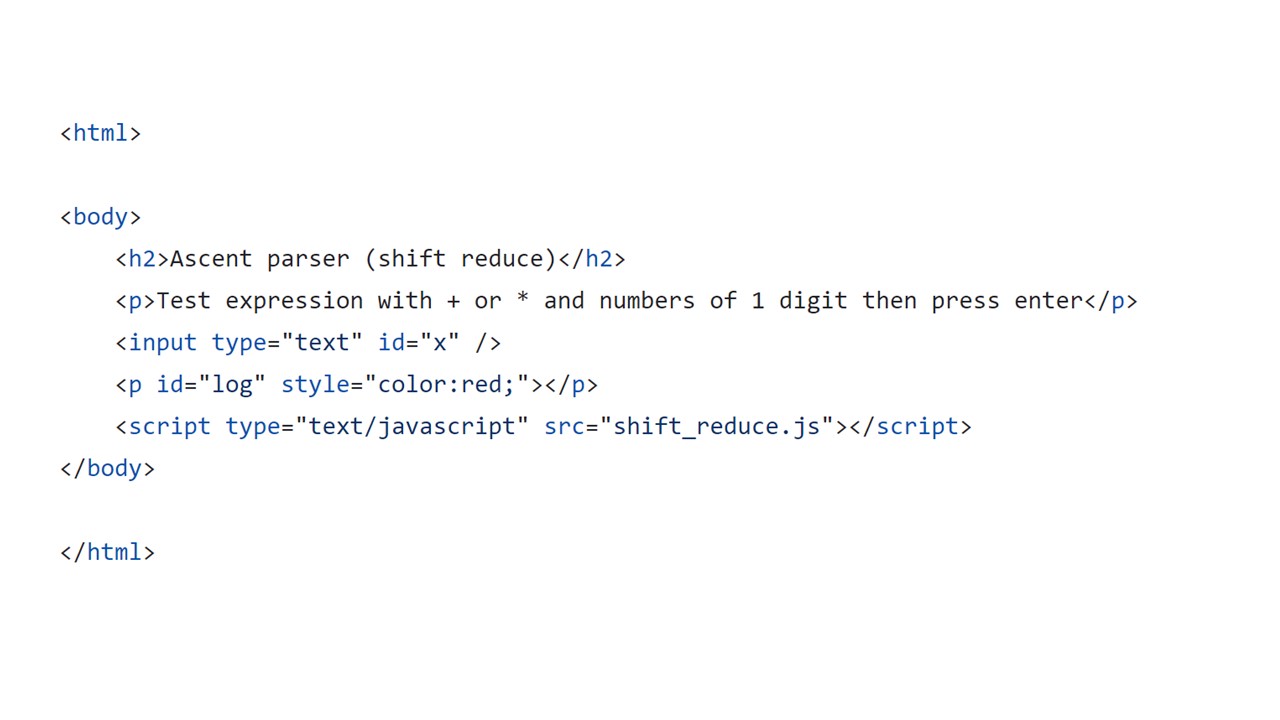 <html>
<body>
<h2>Ascent parser (shift reduce)</h2>
<p>Test expression with + or * and numbers of 1 digit then press enter</p>
<input type="text" id="x" />
<p id="log" style="color:red;"></p>
<script type="text/javascript" src="shift_reduce.js"></script>
</body>
</html>